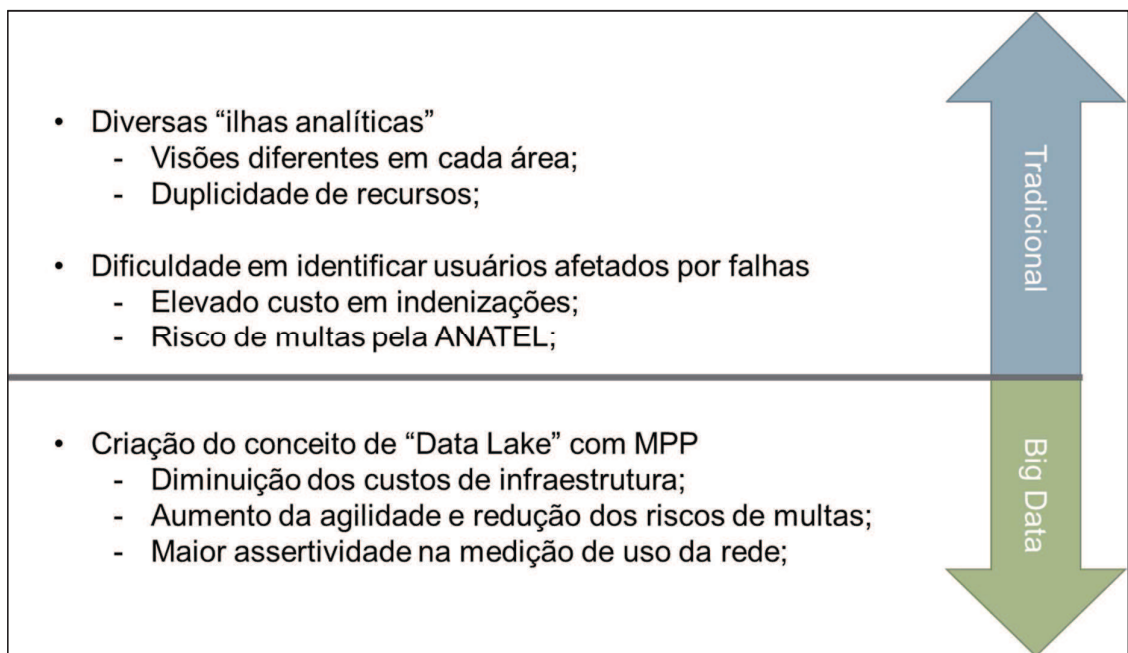 • Diversas “ilhas analíticas”
- Visões diferentes em cada área;
- Duplicidade de recursos;
• Dificuldade em identificar usuários afetados por falhas
- Elevado custo em indenizações;
- Risco de multas pela ANATEL;
Tradicional
• Criação do conceito de “Data Lake” com MPP
- Diminuição dos custos de infraestrutura;
- Aumento da agilidade e redução dos riscos de multas;
- Maior assertividade na medição de uso da rede;
Big Data